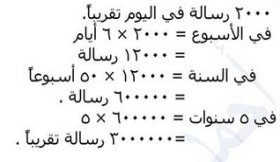 ٢٠٠٠ رسالة في اليوم تقريباً.
في الأسبوع = ٢٠٠٠ × ٦ أيام
= ١٢٠٠٠ رسالة
في السنة = ١٢٠٠٠ × ٥٠ أسبوعاً
= ٦٠٠٠٠٠ رسالة .
في ٥ سنوات = ٦٠٠٠٠٠ × ٥
=٣٠٠٠٠٠٠ رسالة تقريباً .